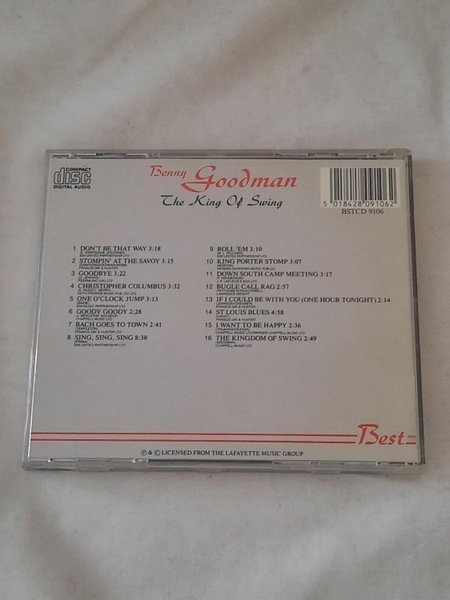 COMPACT
disc
DIGITAL AUDIO
Benny Goodman
The King Of Swing
5 018428 091062
BSTCD 9106
1 DON'T BE THAT WAY 3:18
2 STOMPIN' AT THE SAVOY 3:15
3 GOODBYE 3:22
4 CHRISTOPHER COLUMBUS 3:32
5 ONE O'CLOCK JUMP 3:13
6 GOODY GOODY 2:28
7 BACH GOES TO TOWN 2:41
8 SING, SING, SING 8:38
9 ROLL 'EM 3:10
10 KING PORTER STOMP 3:07
11 DOWN SOUTH CAMP MEETING 3:17
12 BUGLE CALL RAG 2:57
13 IF I COULD BE WITH YOU (ONE HOUR TONIGHT) 2:14
14 ST LOUIS BLUES 4:58
15 I WANT TO BE HAPPY 2:36
16 THE KINGDOM OF SWING 2:49
Best
℗ & © LICENSED FROM THE LAFAYETTE MUSIC GROUP